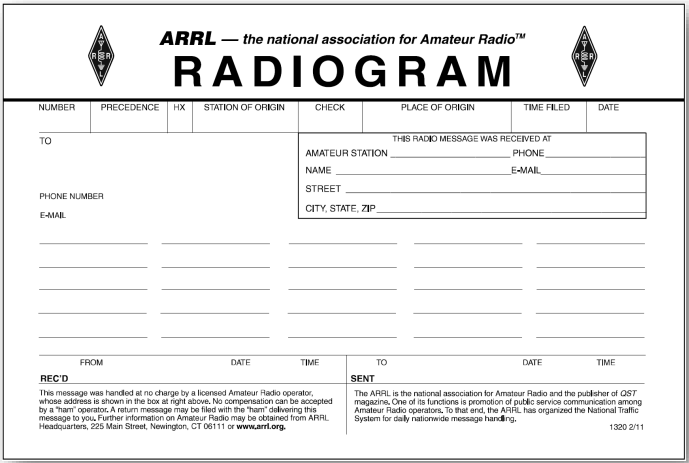 ARRL — the national association for Amateur Radio™
RADIOGRAM
NUMBER PRECEDENCE HX STATION OF ORIGIN CHECK PLACE OF ORIGIN TIME FILED DATE
TO
THIS RADIO MESSAGE WAS RECEIVED AT
AMATEUR STATION PHONE
NAME E-MAIL
STREET
CITY, STATE, ZIP
PHONE NUMBER
E-MAIL
FROM DATE TIME TO DATE TIME
REC'D SENT
This message was handled at no charge by a licensed Amateur Radio operator,
whose address is shown in the box at right above. No compensation can be accepted
by a "ham" operator. A return message may be filed with the "ham" delivering this
message to you. Further information on Amateur Radio may be obtained from ARRL
Headquarters, 225 Main Street, Newington, CT 06111 or www.arrl.org.
The ARRL is the national association for Amateur Radio and the publisher of QST
magazine. One of its functions is promotion of public service communication among
Amateur Radio operators. To that end, the ARRL has organized the National Traffic
System for daily nationwide message handling.
1320 2/11